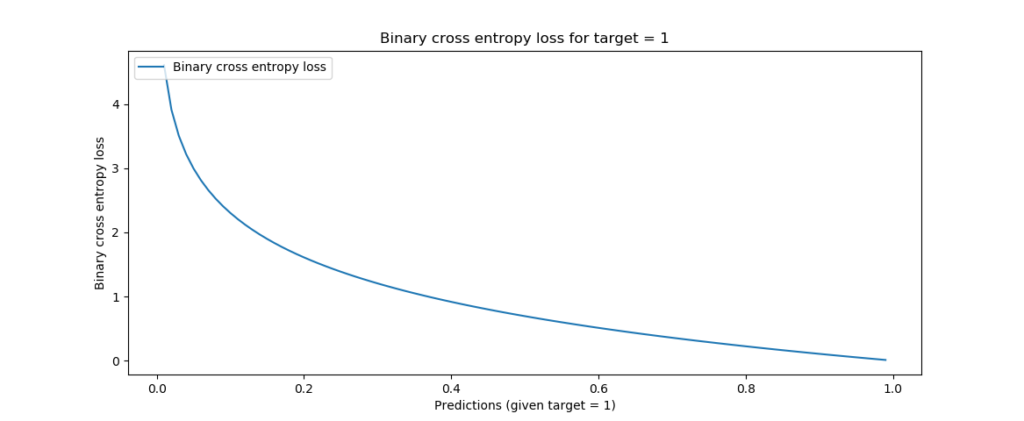 Binary cross entropy loss for target = 1
Binary cross entropy loss
Binary cross entropy loss
4
3
2
1
0
0.0 0.2 0.4 0.6 0.8 1.0
Predictions (given target = 1)